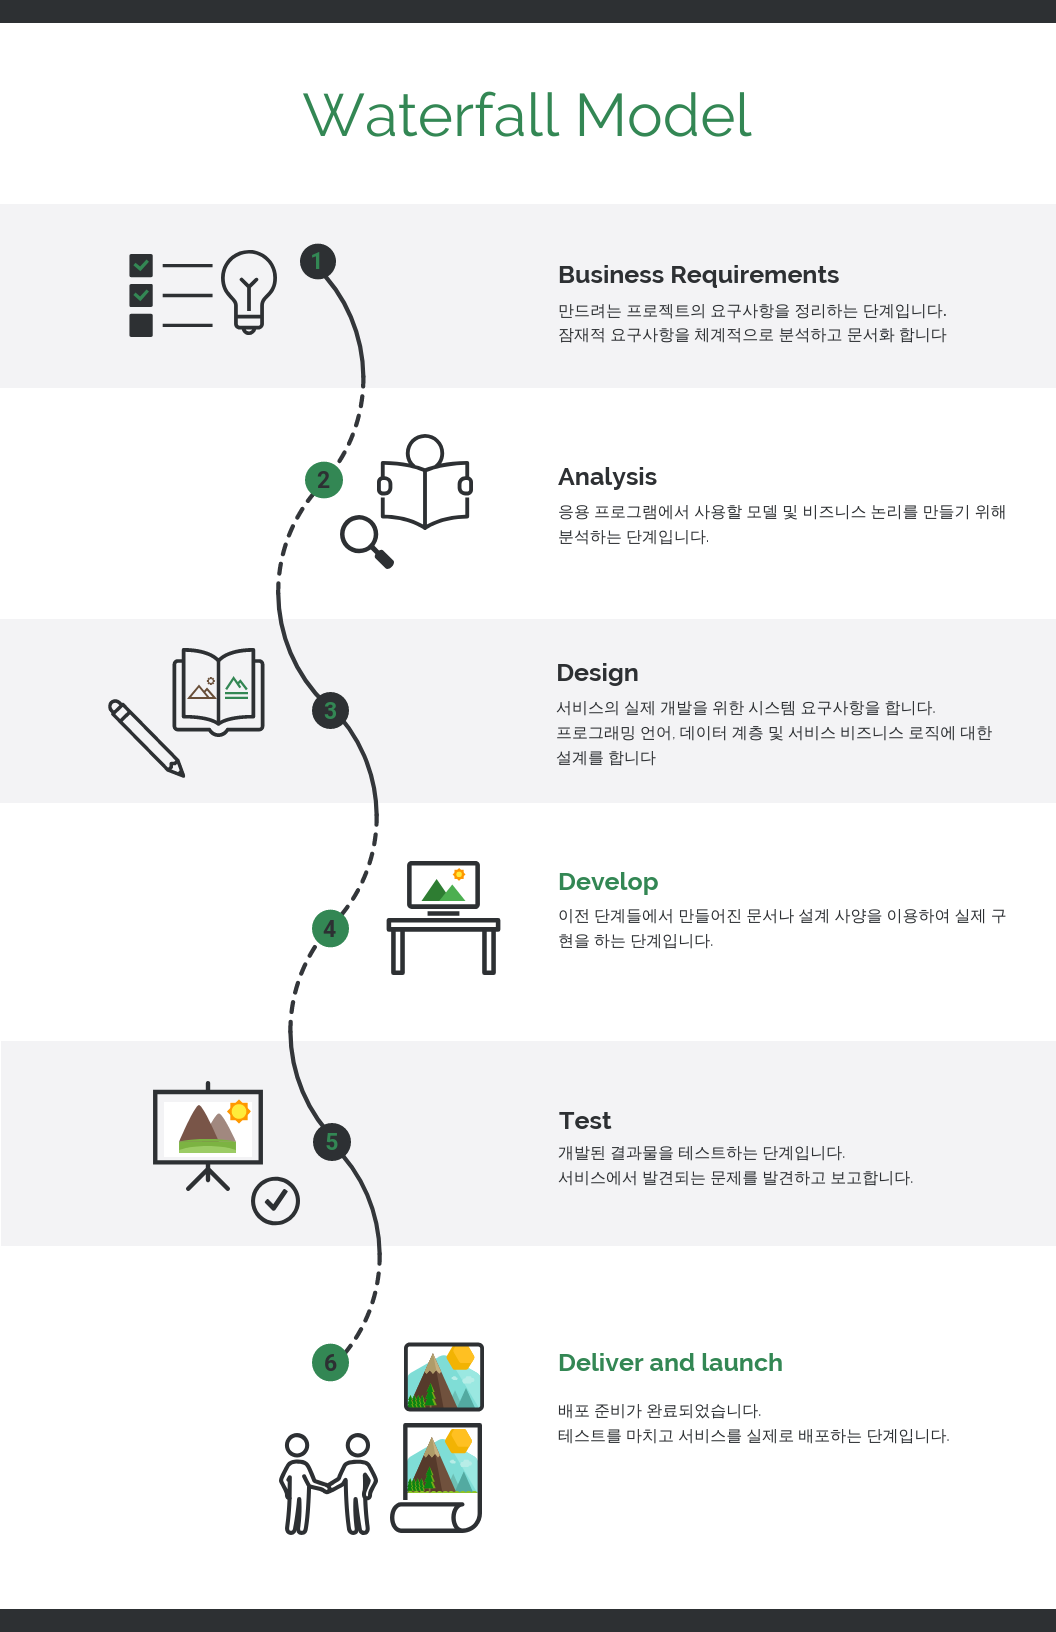 Waterfall Model
1
Business Requirements
만드려는 프로젝트의 요구사항을 정리하는 단계입니다.
잠재적 요구사항을 체계적으로 분석하고 문서화 합니다
2
Analysis
응용 프로그램에서 사용할 모델 및 비즈니스 논리를 만들기 위해
분석하는 단계입니다.
3
Design
서비스의 실제 개발을 위한 시스템 요구사항을 합니다.
프로그래밍 언어, 데이터 계층 및 서비스 비즈니스 로직에 대한
설계를 합니다
4
Develop
이전 단계들에서 만들어진 문서나 설계 사양을 이용하여 실제 구
현을 하는 단계입니다.
5
Test
개발된 결과물을 테스트하는 단계입니다.
서비스에서 발견되는 문제를 발견하고 보고합니다.
6
Deliver and launch
배포 준비가 완료되었습니다.
테스트를 마치고 서비스를 실제로 배포하는 단계입니다.